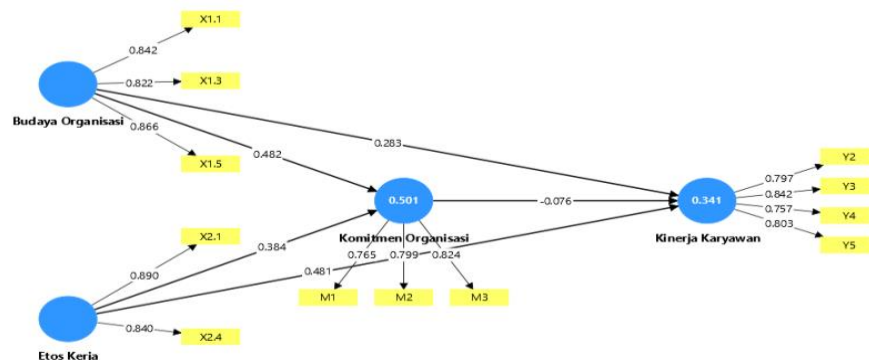 X1.1
0.842
0.822
X1.3
0.866
Budaya Organisasi
X1.5
0.482
0.283
Y2
0.797
0.842
Y3
0.501
-0.076
0.341
0.757
Y4
0.803
Komitmen Organisasi
Kinerja Karyawan
Y5
X2.1
0.384
0.765
0.799
0.824
0.890
0.481
M1
M2
M3
0.840
X2.4
Etos Kerja